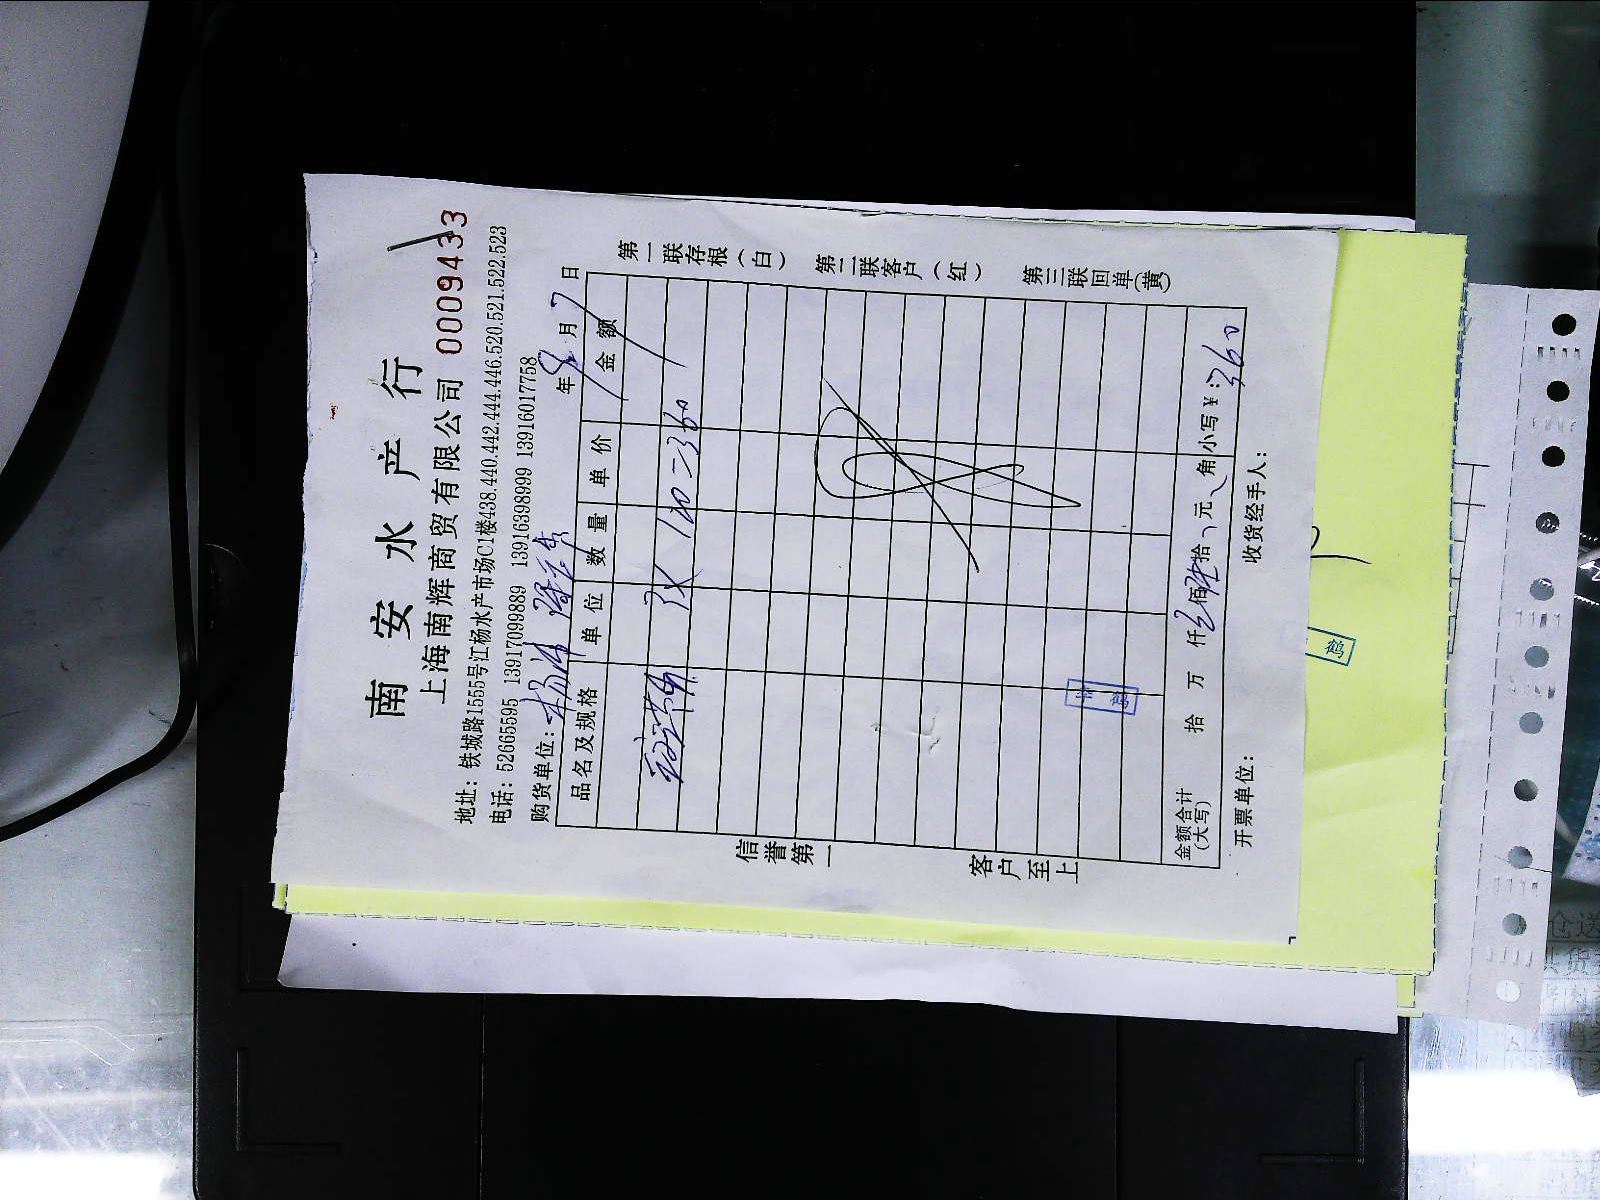 南安水产行
上海南辉商贸有限公司 0009433
地址：铁城路1555号江杨水产市场C1楼438.440.442.444.446.520.521.522.523
电话：52665595 13917099889 13916398999 13916017758
购货单位： 年 月 7 日
品名及规格 单位 数量 单价 金额
3× 120=360
金额合计(大写) 拾 万 仟 佰 拾 元 角 小写￥：360
开票单位： 收货经手人：
信誉第一
客户至上
第一联存根（白）
第二联客户（红）
第三联回单（黄）
鹤